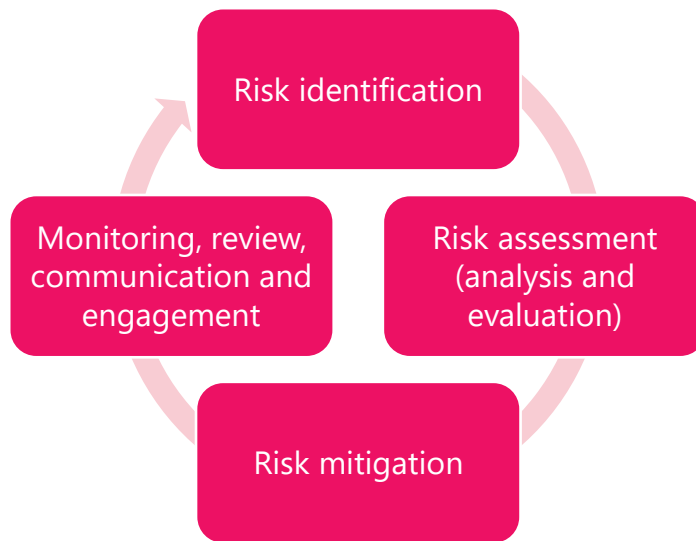 Risk identification
Risk assessment
(analysis and
evaluation)
Risk mitigation
Monitoring, review,
communication and
engagement